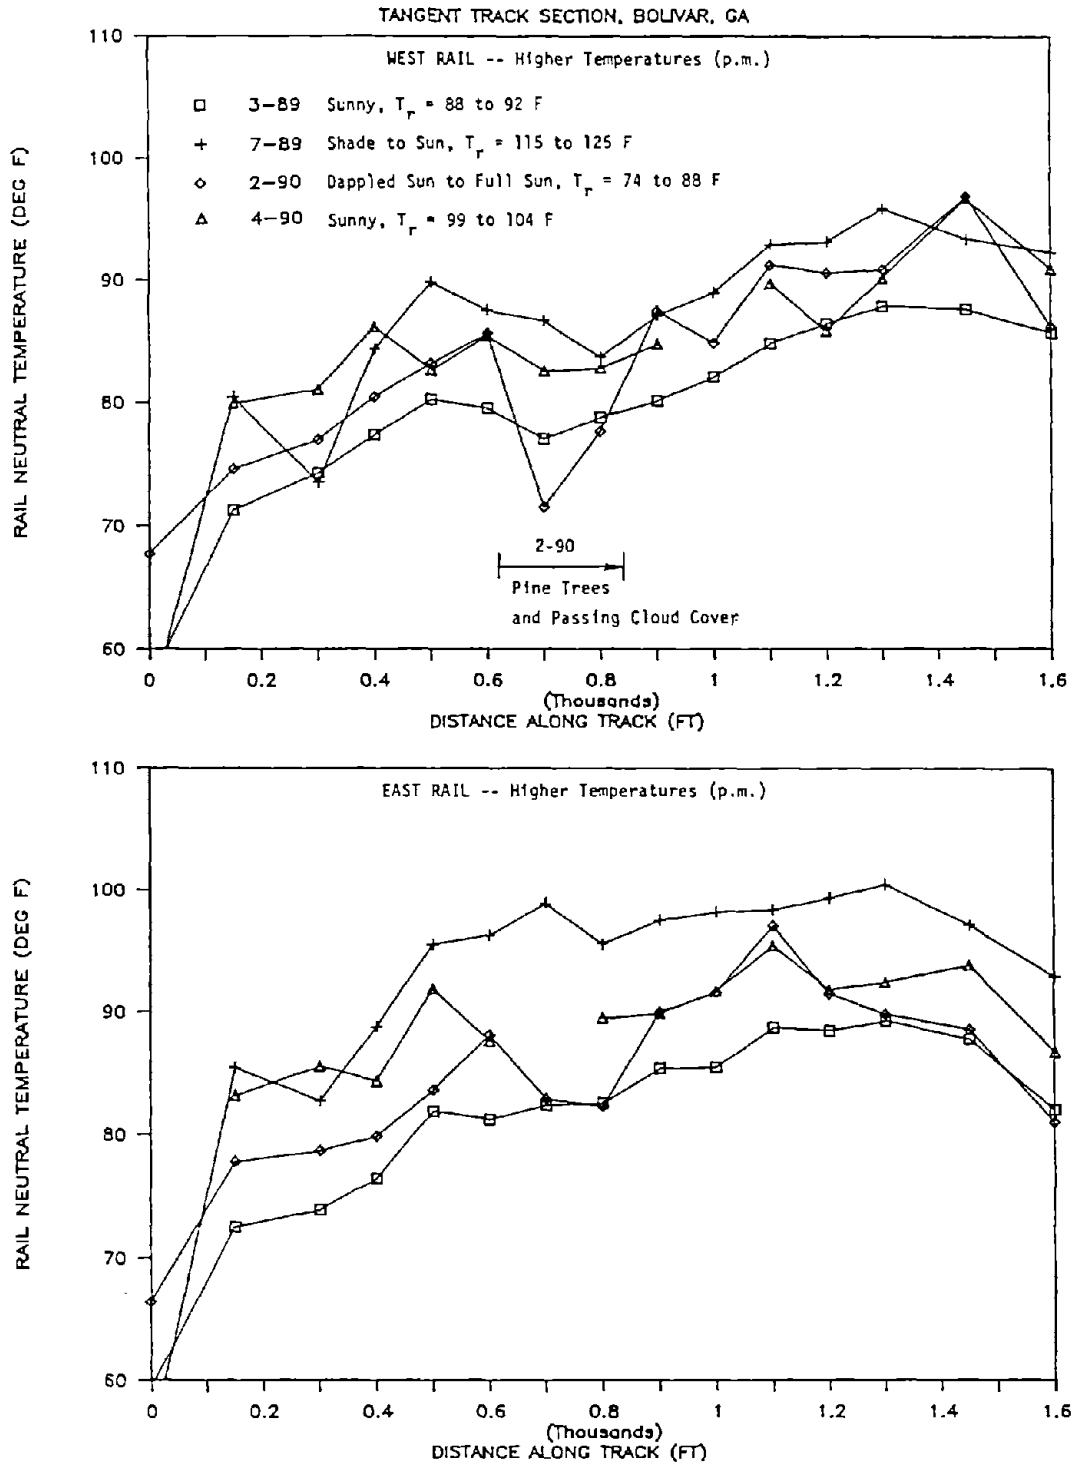 TANGENT TRACK SECTION, BOLIVAR, GA
WEST RAIL -- Higher Temperatures (p.m.)
3-89 Sunny, Tr = 88 to 92 F
7-89 Shade to Sun, Tr = 115 to 125 F
2-90 Dappled Sun to Full Sun, Tr = 74 to 88 F
4-90 Sunny, Tr = 99 to 104 F
RAIL NEUTRAL TEMPERATURE (DEG F)
110
100
90
80
70
60
2-90
Pine Trees
and Passing Cloud Cover
0 0.2 0.4 0.6 0.8 1 1.2 1.4 1.6
(Thousands)
DISTANCE ALONG TRACK (FT)
EAST RAIL -- Higher Temperatures (p.m.)
RAIL NEUTRAL TEMPERATURE (DEG F)
110
100
90
80
70
60
0 0.2 0.4 0.6 0.8 1 1.2 1.4 1.6
(Thousands)
DISTANCE ALONG TRACK (FT)